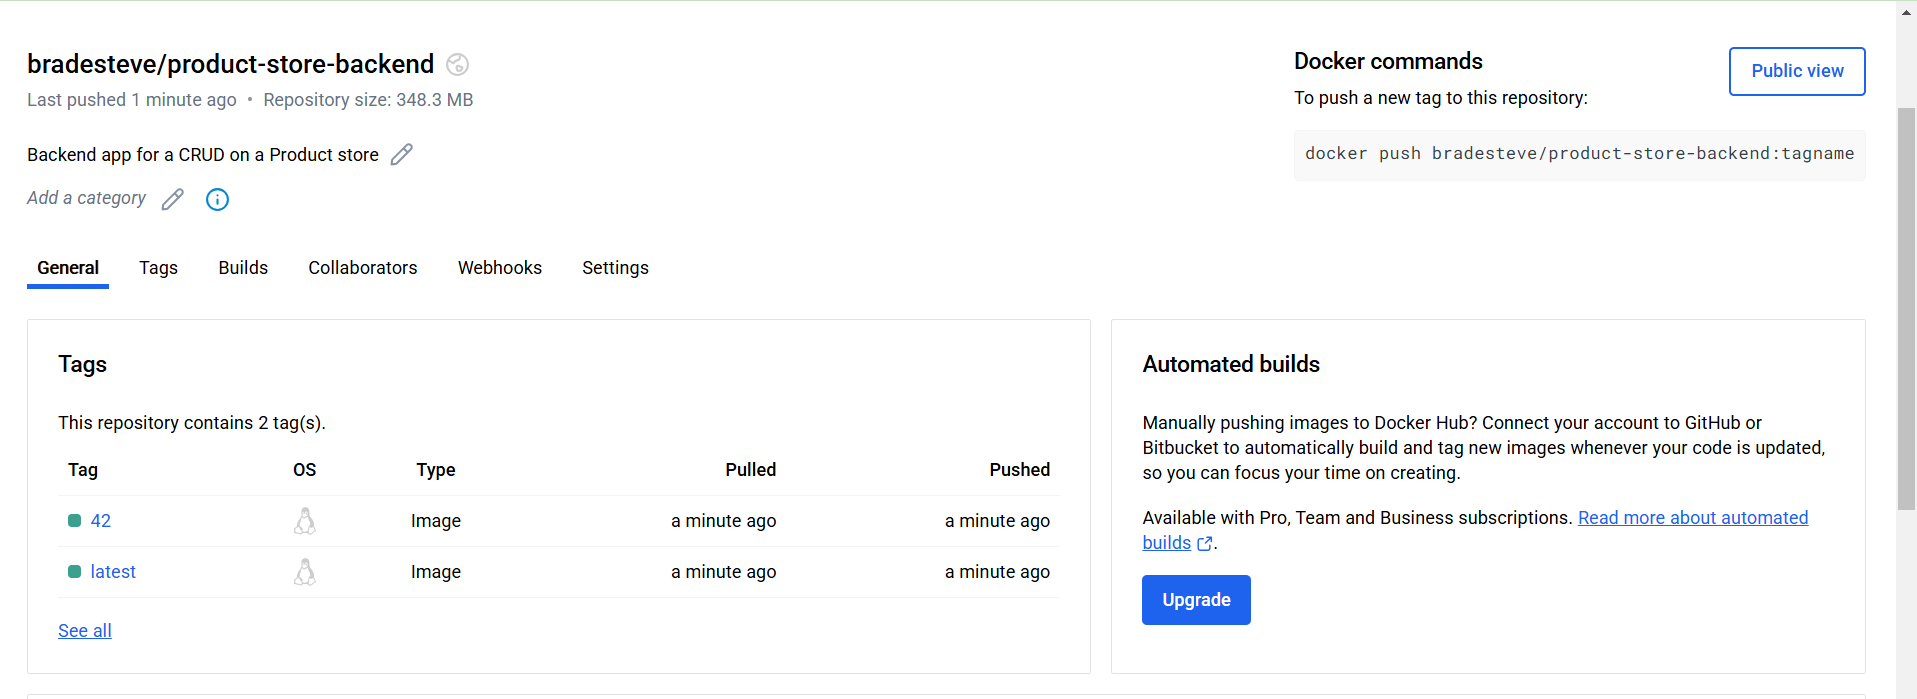 bradesteve/product-store-backend
Last pushed 1 minute ago • Repository size: 348.3 MB
Backend app for a CRUD on a Product store
Add a category
Docker commands
To push a new tag to this repository:
Public view
docker push bradesteve/product-store-backend:tagname
General Tags Builds Collaborators Webhooks Settings
Tags
This repository contains 2 tag(s).
Tag OS Type Pulled Pushed
42 Image a minute ago a minute ago
latest Image a minute ago a minute ago
See all
Automated builds
Manually pushing images to Docker Hub? Connect your account to GitHub or
Bitbucket to automatically build and tag new images whenever your code is updated,
so you can focus your time on creating.
Available with Pro, Team and Business subscriptions. Read more about automated
builds.
Upgrade